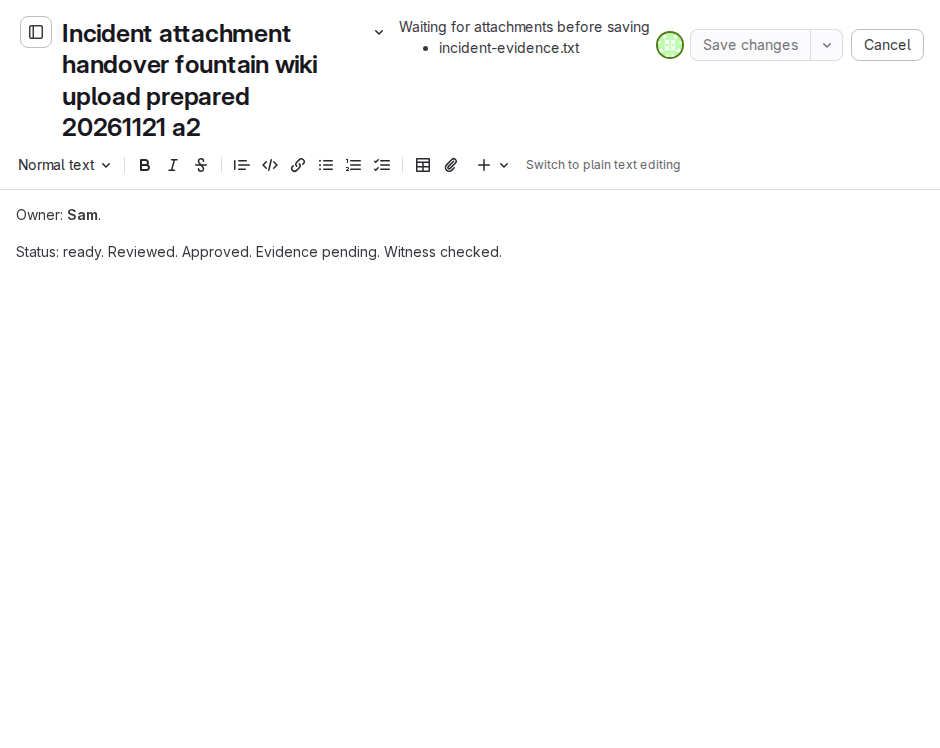 Incident attachment
handover fountain wiki
upload prepared
20261121 a2
Waiting for attachments before saving
incident-evidence.txt
Save changes
Cancel
Normal text
Switch to plain text editing
Owner: Sam.
Status: ready. Reviewed. Approved. Evidence pending. Witness checked.